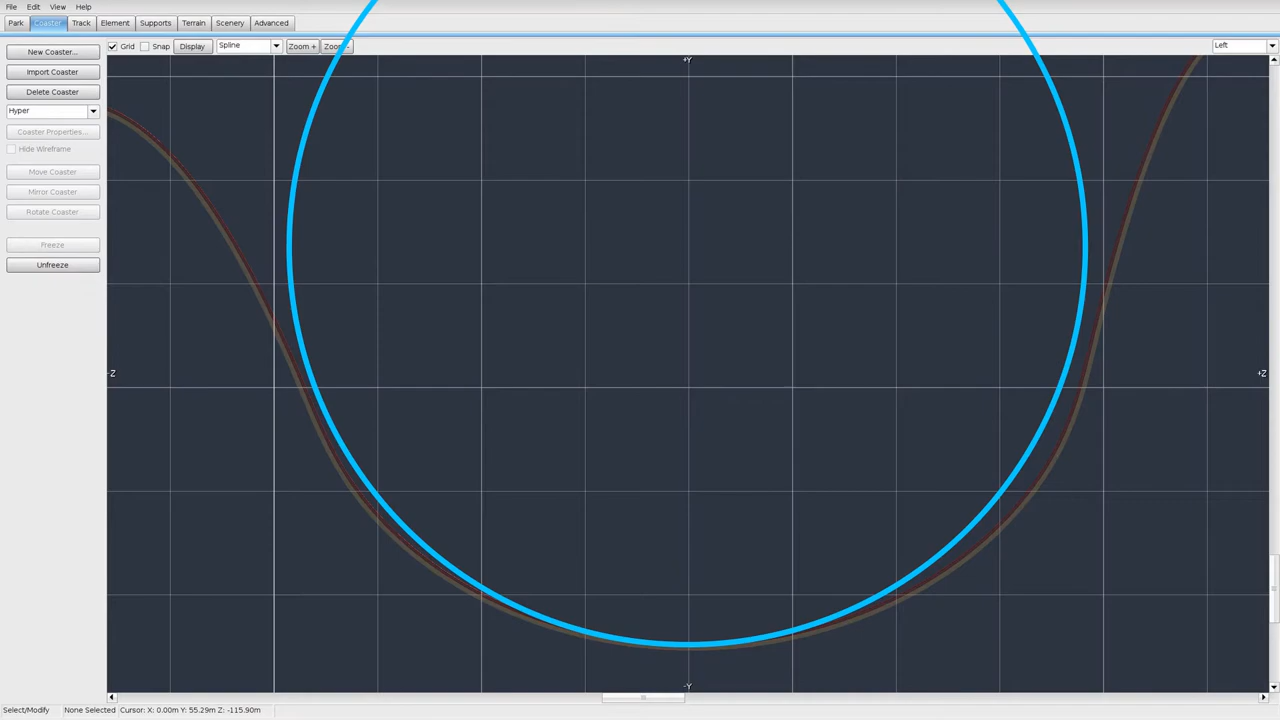 File Edit View Help
Park Coaster Track Element Supports Terrain Scenery Advanced
New Coaster... Grid Snap Display Spline Zoom + Zoom - Left
Import Coaster
Delete Coaster
Hyper
Coaster Properties...
Hide Wireframe
Move Coaster
Mirror Coaster
Rotate Coaster
Freeze
Unfreeze
+Y
-Z +Z
-Y
Select/Modify None Selected Cursor: X: 0.00m Y: 55.29m Z: -115.90m